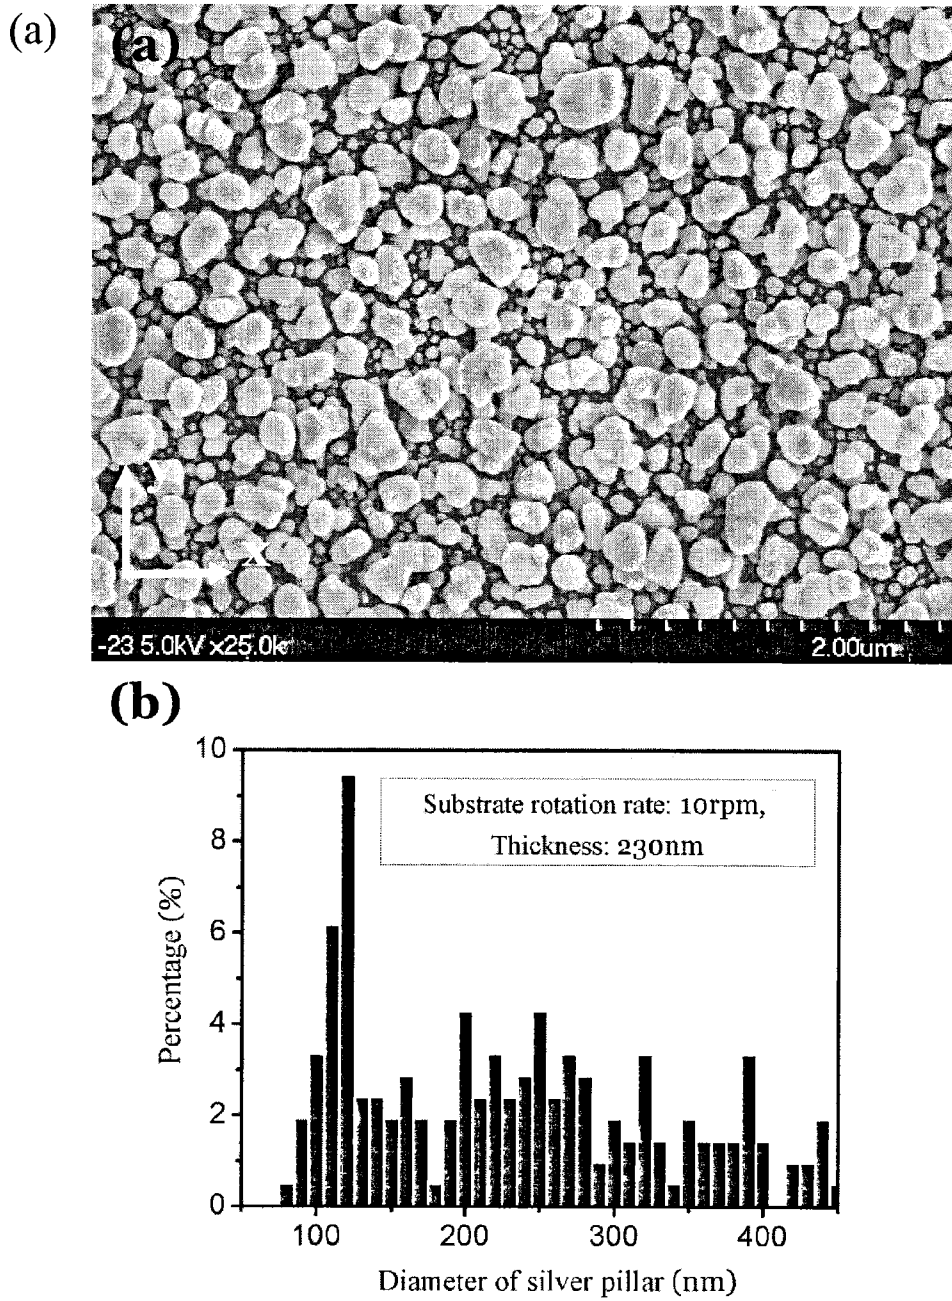 (a)
(a)
y
x
-23 5.0kV x25.0k
2.00um
(b)
10
8
6
4
2
0
Percentage (%)
Substrate rotation rate: 10rpm,
Thickness: 230nm
100 200 300 400
Diameter of silver pillar (nm)